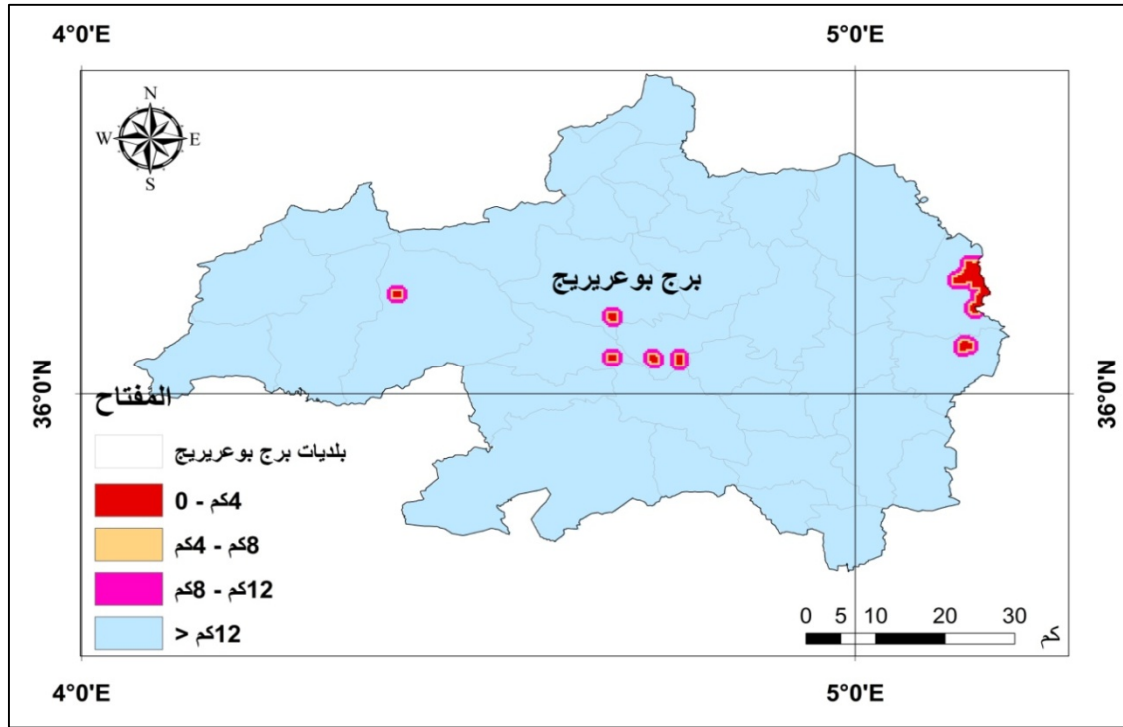 4°0'E 5°0'E
N
W E
S
برج بوعريريج
36°0'N 36°0'N
المفتاح
بلديات برج بوعريريج
0 - 4كم
4كم - 8كم
8كم - 12كم
12كم <
0 5 10 20 30
كم
4°0'E 5°0'E